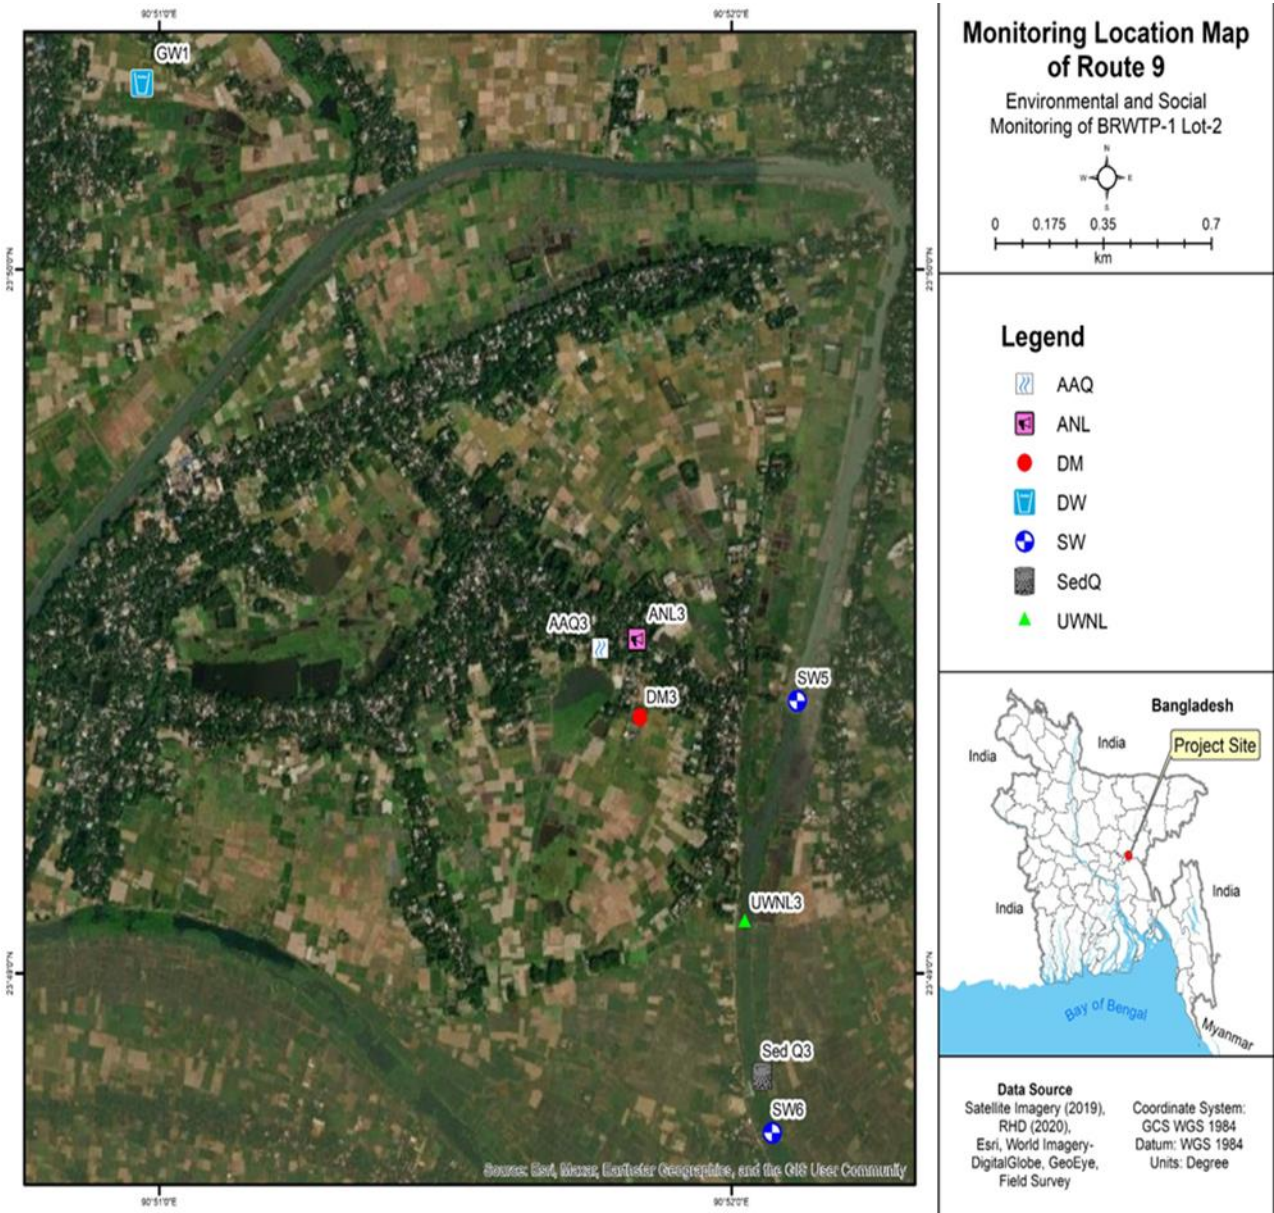 90°51'0"E
90°52'0"E
GW1
23°50'0"N
23°50'0"N
AAQ3
ANL3
SW5
DM3
UWNL3
23°49'0"N
23°49'0"N
Sed Q3
SW6
Source: Esri, Maxar, Earthstar Geographics, and the GIS User Community
90°51'0"E
90°52'0"E
Monitoring Location Map
of Route 9
Environmental and Social
Monitoring of BRWTP-1 Lot-2
N
W
E
S
0 0.175 0.35 0.7
km
Legend
AAQ
ANL
DM
DW
SW
SedQ
UWNL
Bangladesh
India
India
Project Site
India
India
Bay of Bengal
Myanmar
Data Source
Satellite Imagery (2019),
RHD (2020),
Esri, World Imagery-
DigitalGlobe, GeoEye,
Field Survey
Coordinate System:
GCS WGS 1984
Datum: WGS 1984
Units: Degree